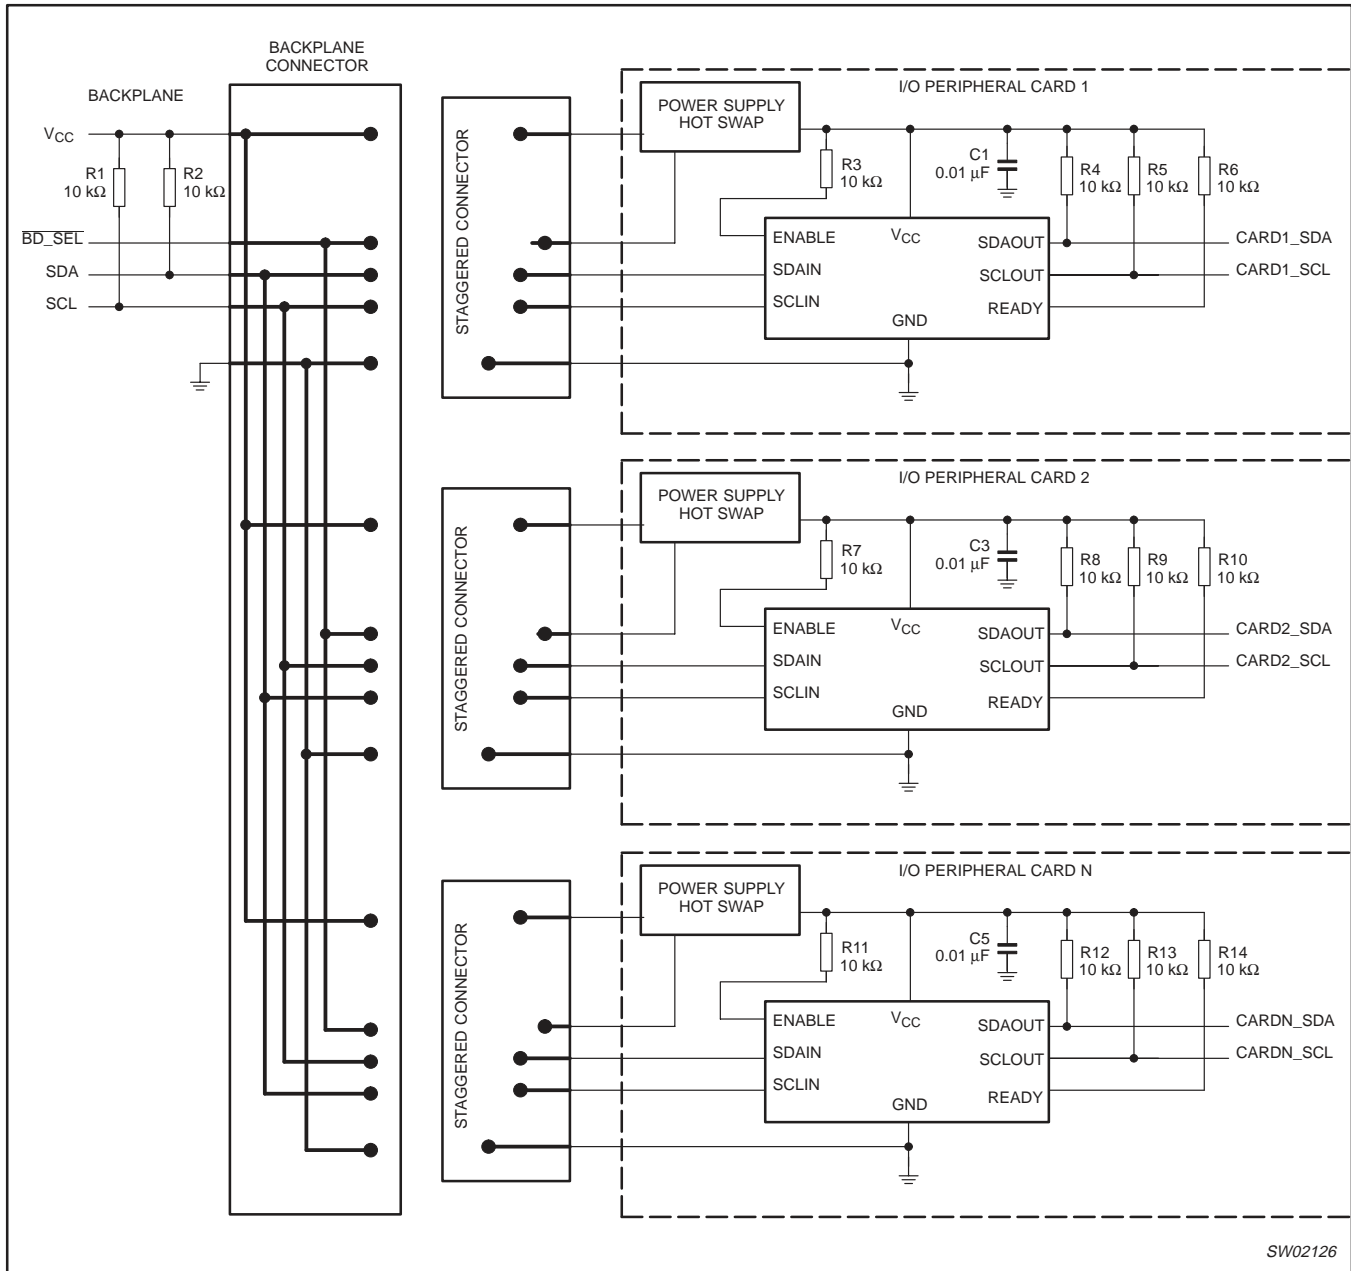 BACKPLANE
CONNECTOR
BACKPLANE
VCC
R1
10 kΩ
R2
10 kΩ
BD_SEL
SDA
SCL
STAGGERED CONNECTOR
I/O PERIPHERAL CARD 1
POWER SUPPLY
HOT SWAP
R3
10 kΩ
C1
0.01 μF
R4
10 kΩ
R5
10 kΩ
R6
10 kΩ
ENABLE
VCC
SDAOUT
CARD1_SDA
SDAIN
SCLOUT
CARD1_SCL
SCLIN
READY
GND
STAGGERED CONNECTOR
I/O PERIPHERAL CARD 2
POWER SUPPLY
HOT SWAP
R7
10 kΩ
C3
0.01 μF
R8
10 kΩ
R9
10 kΩ
R10
10 kΩ
ENABLE
VCC
SDAOUT
CARD2_SDA
SDAIN
SCLOUT
CARD2_SCL
SCLIN
READY
GND
STAGGERED CONNECTOR
I/O PERIPHERAL CARD N
POWER SUPPLY
HOT SWAP
R11
10 kΩ
C5
0.01 μF
R12
10 kΩ
R13
10 kΩ
R14
10 kΩ
ENABLE
VCC
SDAOUT
CARDN_SDA
SDAIN
SCLOUT
CARDN_SCL
SCLIN
READY
GND
SW02126